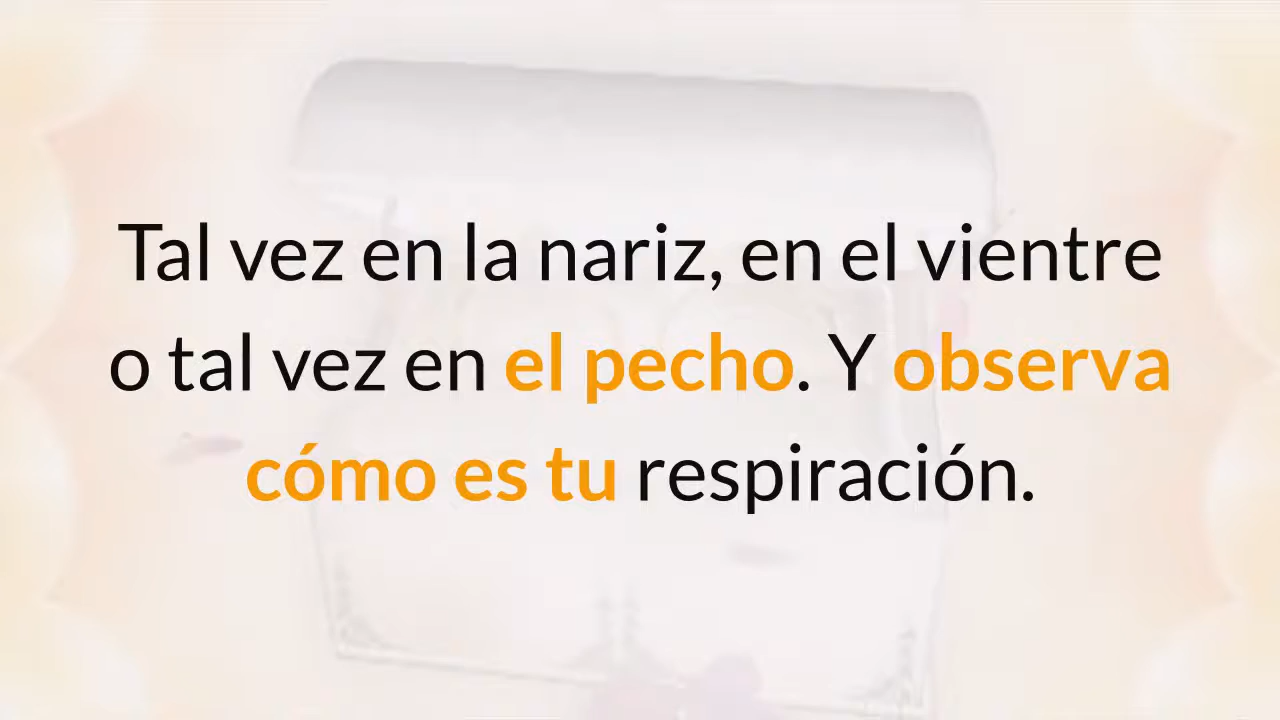 Tal vez en la nariz, en el vientre
o tal vez en el pecho. Y observa
cómo es tu respiración.